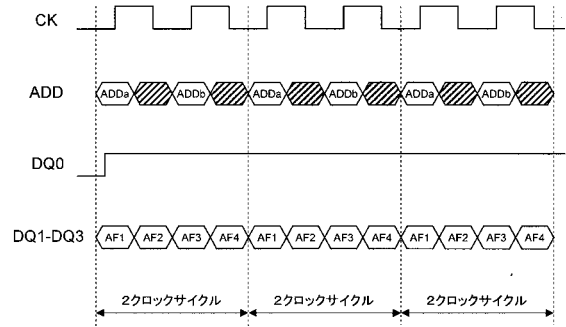 CK
ADD
ADDa ADDb ADDa ADDb ADDa ADDb
DQ0
DQ1-DQ3
AF1 AF2 AF3 AF4 AF1 AF2 AF3 AF4 AF1 AF2 AF3 AF4
2クロックサイクル 2クロックサイクル 2クロックサイクル